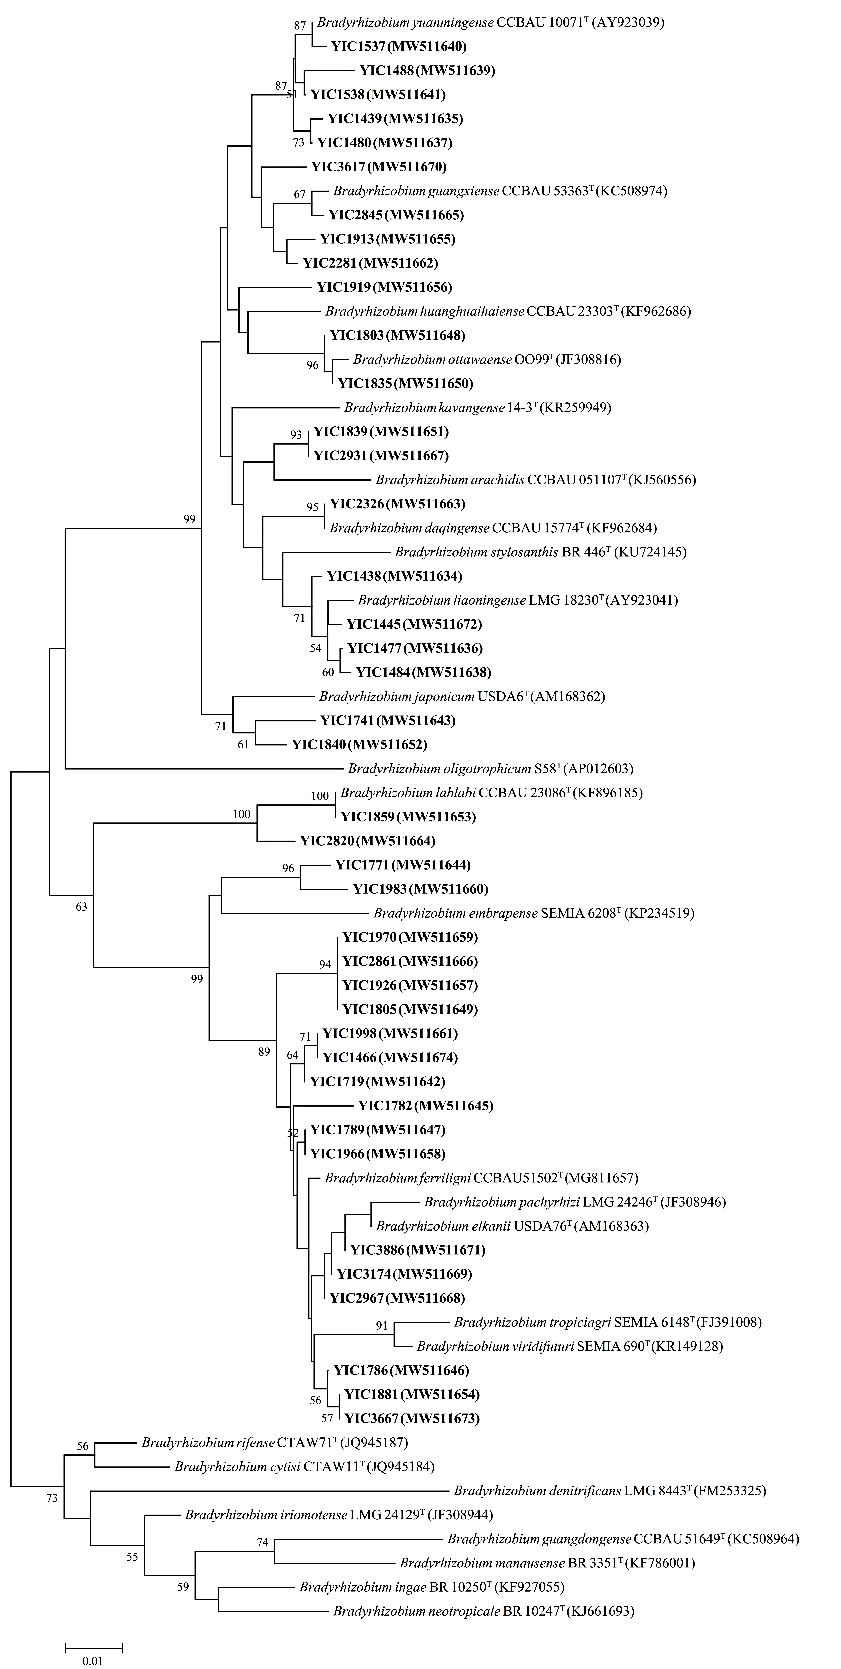 87
Bradyrhizobium yuanmingense CCBAU 10071ᵀ (AY923039)
YIC1537 (MW511640)
YIC1488 (MW511639)
87
YIC1538 (MW511641)
YIC1439 (MW511635)
73
YIC1480 (MW511637)
YIC3617 (MW511670)
Bradyrhizobium guangxiense CCBAU 53363ᵀ (KC508974)
67
YIC2845 (MW511665)
YIC1913 (MW511655)
YIC2281 (MW511662)
YIC1919 (MW511656)
Bradyrhizobium huanghuaihaiense CCBAU 23303ᵀ (KF962686)
YIC1803 (MW511648)
Bradyrhizobium ottawaense OO99ᵀ (JF308816)
96
YIC1835 (MW511650)
Bradyrhizobium kavangense 14-3ᵀ (KR259949)
YIC1839 (MW511651)
93
YIC2931 (MW511667)
Bradyrhizobium arachidis CCBAU 051107ᵀ (KJ560556)
YIC2326 (MW511663)
95
99
Bradyrhizobium daqingense CCBAU 15774ᵀ (KF962684)
Bradyrhizobium stylosanthis BR 446ᵀ (KU724145)
YIC1438 (MW511634)
Bradyrhizobium liaoningense LMG 18230ᵀ (AY923041)
71
YIC1445 (MW511672)
54
YIC1477 (MW511636)
60
YIC1484 (MW511638)
Bradyrhizobium japonicum USDA6ᵀ (AM168362)
71
YIC1741 (MW511643)
61
YIC1840 (MW511652)
Bradyrhizobium oligotrophicum S58ᵀ (AP012603)
100
Bradyrhizobium lablabi CCBAU 23086ᵀ (KF896185)
100
YIC1859 (MW511653)
YIC2820 (MW511664)
YIC1771 (MW511644)
96
YIC1983 (MW511660)
63
Bradyrhizobium embrapense SEMIA 6208ᵀ (KP234519)
YIC1970 (MW511659)
94
YIC2861 (MW511666)
99
YIC1926 (MW511657)
YIC1805 (MW511649)
YIC1998 (MW511661)
71
89
64
YIC1466 (MW511674)
YIC1719 (MW511642)
YIC1782 (MW511645)
52
YIC1789 (MW511647)
YIC1966 (MW511658)
Bradyrhizobium ferriligni CCBAU51502ᵀ (MG811657)
Bradyrhizobium pachyrhizi LMG 24246ᵀ (JF308946)
Bradyrhizobium elkanii USDA76ᵀ (AM168363)
YIC3886 (MW511671)
YIC3174 (MW511669)
YIC2967 (MW511668)
Bradyrhizobium tropiciagri SEMIA 6148ᵀ (FJ391008)
91
Bradyrhizobium viridifuturi SEMIA 690ᵀ (KR149128)
YIC1786 (MW511646)
56
YIC1881 (MW511654)
57
YIC3667 (MW511673)
56
Bradyrhizobium rifense CTAW71ᵀ (JQ945187)
Bradyrhizobium cytisi CTAW11ᵀ (JQ945184)
73
Bradyrhizobium denitrificans LMG 8443ᵀ (FM253325)
Bradyrhizobium iriomotense LMG 24129ᵀ (JF308944)
74
Bradyrhizobium guangdongense CCBAU 51649ᵀ (KC508964)
55
Bradyrhizobium manausense BR 3351ᵀ (KF786001)
59
Bradyrhizobium ingae BR 10250ᵀ (KF927055)
Bradyrhizobium neotropicale BR 10247ᵀ (KJ661693)
0.01